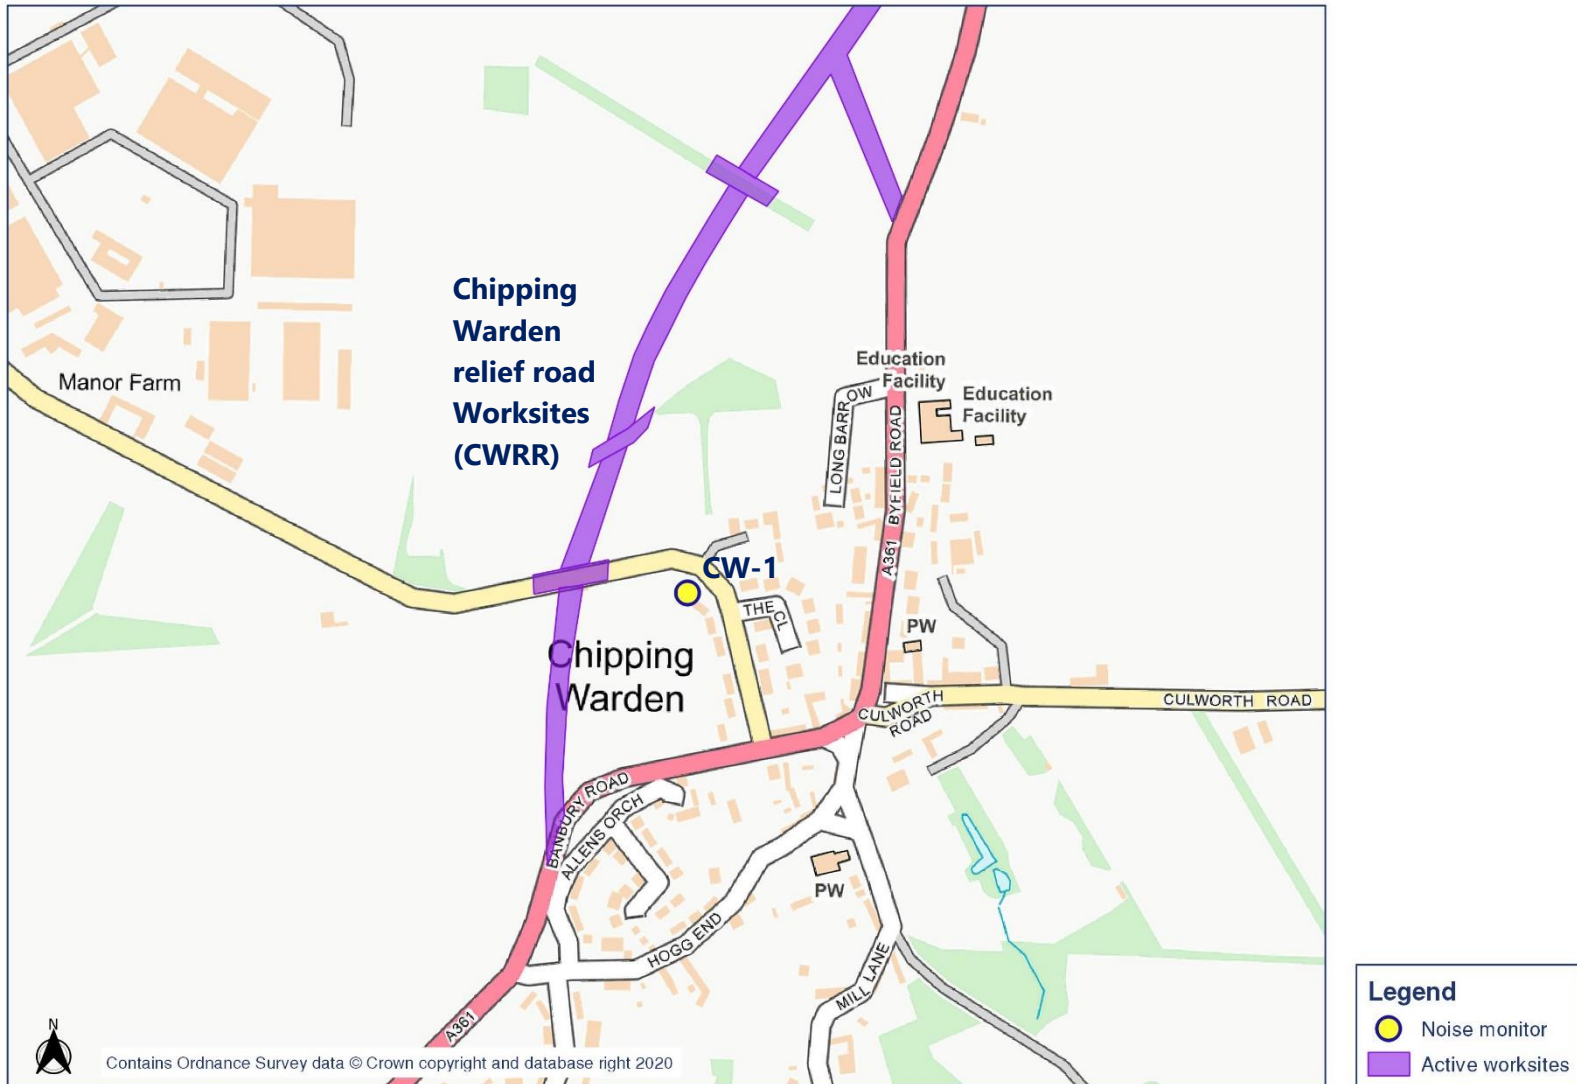 Chipping
Warden
relief road
Worksites
(CWRR)
Manor Farm
Education
Facility
Education
Facility
LONG BARROW
A361 BYFIELD ROAD
CW-1
THE CL
PW
Chipping
Warden
CULWORTH
ROAD
CULWORTH ROAD
BANBURY ROAD
ALLENS ORCH
PW
HOGG END
MILL LANE
A361
N
Contains Ordnance Survey data © Crown copyright and database right 2020
Legend
Noise monitor
Active worksites